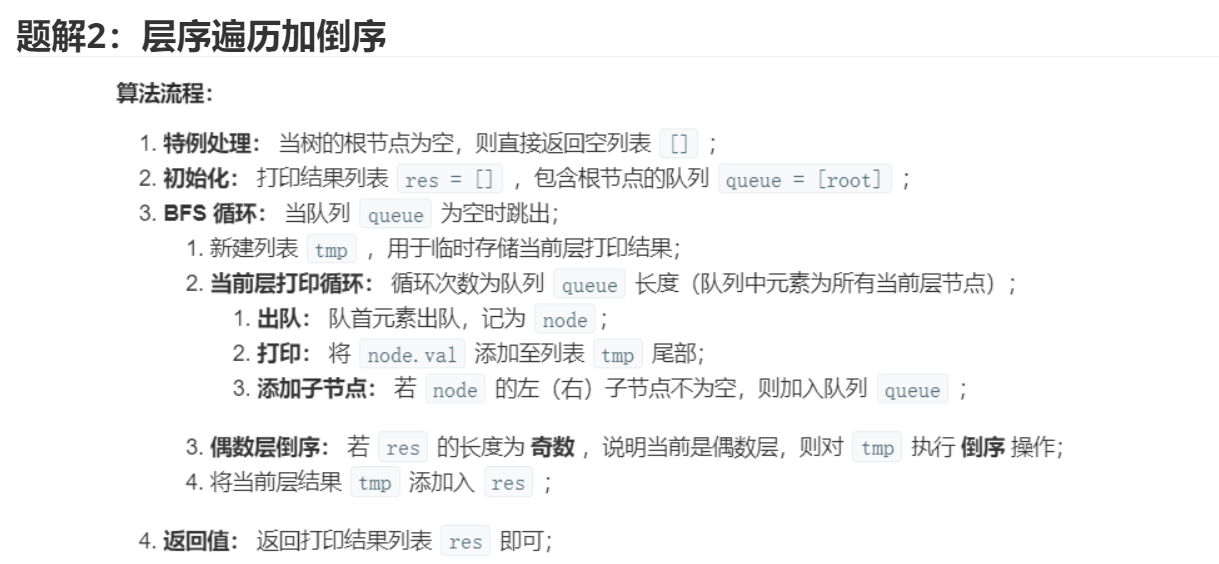 题解2：层序遍历加倒序
算法流程：
1. 特例处理： 当树的根节点为空，则直接返回空列表 [] ；
2. 初始化： 打印结果列表 res = [] ，包含根节点的队列 queue = [root] ；
3. BFS 循环： 当队列 queue 为空时跳出；
1. 新建列表 tmp ，用于临时存储当前层打印结果；
2. 当前层打印循环： 循环次数为队列 queue 长度（队列中元素为所有当前层节点）；
1. 出队： 队首元素出队，记为 node ；
2. 打印： 将 node.val 添加至列表 tmp 尾部；
3. 添加子节点： 若 node 的左（右）子节点不为空，则加入队列 queue ；
3. 偶数层倒序： 若 res 的长度为 奇数 ，说明当前是偶数层，则对 tmp 执行 倒序 操作；
4. 将当前层结果 tmp 添加入 res ；
4. 返回值： 返回打印结果列表 res 即可；